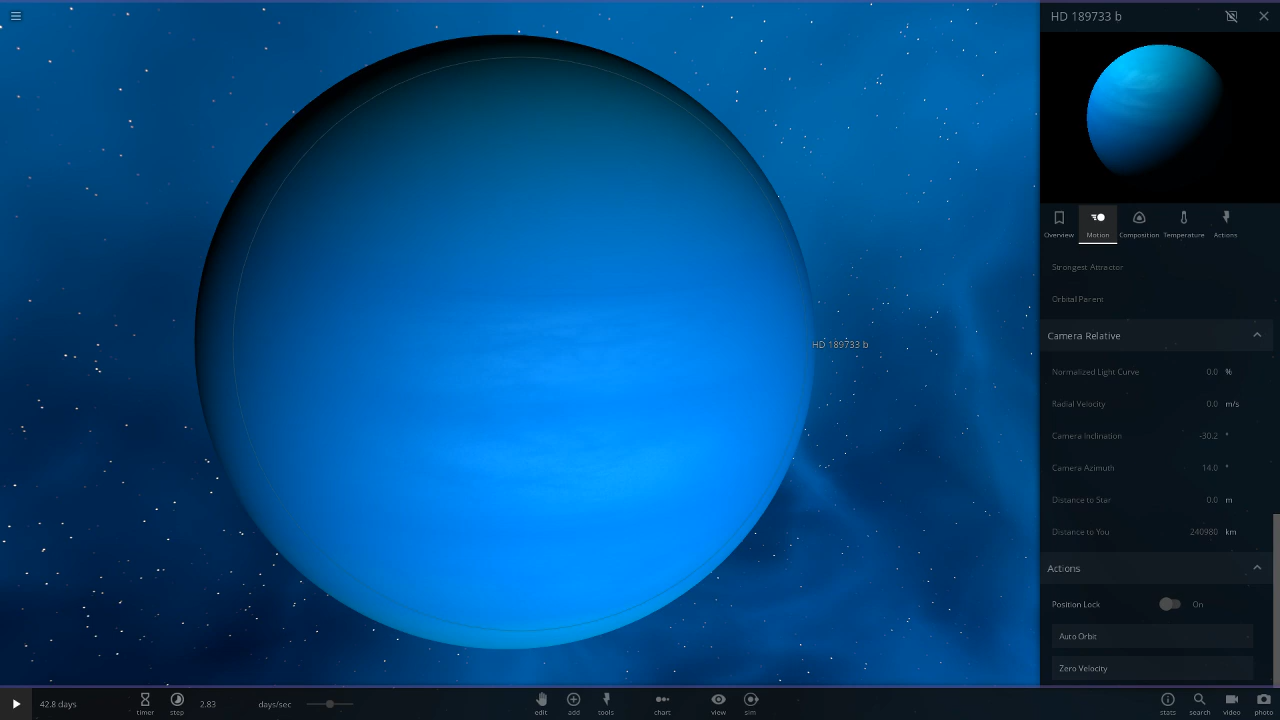 HD 189733 b
Overview Motion Composition Temperature Actions
Strongest Attractor
Orbital Parent
Camera Relative
Normalized Light Curve 0.0 %
Radial Velocity 0.0 m/s
Camera Inclination -30.2 °
Camera Azimuth 14.0 °
Distance to Star 0.0 m
Distance to You 240980 km
Actions
Position Lock On
Auto Orbit
Zero Velocity
HD 189733 b
42.8 days timer step 2.83 days/sec edit add tools chart view sim stats search video photo